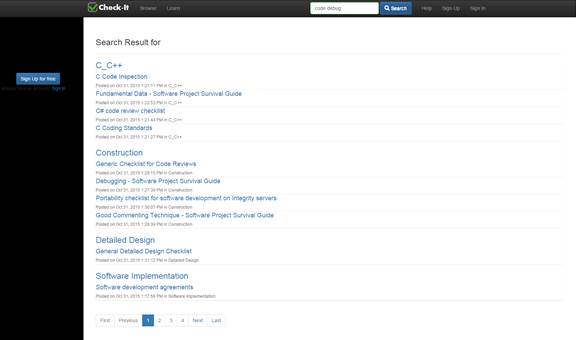 Check-It Browse Learn code debug Search Help Sign Up Sign In
Search Result for
Sign Up for free
Sign In
C_C++
C Code Inspection
Posted on Oct 31, 2015 1:21:11 PM in C_C++
Fundamental Data - Software Project Survival Guide
Posted on Oct 31, 2015 1:22:53 PM in C_C++
C# code review checklist
Posted on Oct 31, 2015 1:21:44 PM in C_C++
C Coding Standards
Posted on Oct 31, 2015 1:21:27 PM in C_C++
Construction
Generic Checklist for Code Reviews
Posted on Oct 31, 2015 1:28:15 PM in Construction
Debugging - Software Project Survival Guide
Posted on Oct 31, 2015 1:27:39 PM in Construction
Portability checklist for software development on Integrity servers
Posted on Oct 31, 2015 1:30:07 PM in Construction
Good Commenting Technique - Software Project Survival Guide
Posted on Oct 31, 2015 1:28:39 PM in Construction
Detailed Design
General Detailed Design Checklist
Posted on Oct 31, 2015 1:31:12 PM in Detailed Design
Software Implementation
Software development agreements
Posted on Oct 31, 2015 1:17:59 PM in Software Implementation
First Previous 1 2 3 4 Next Last